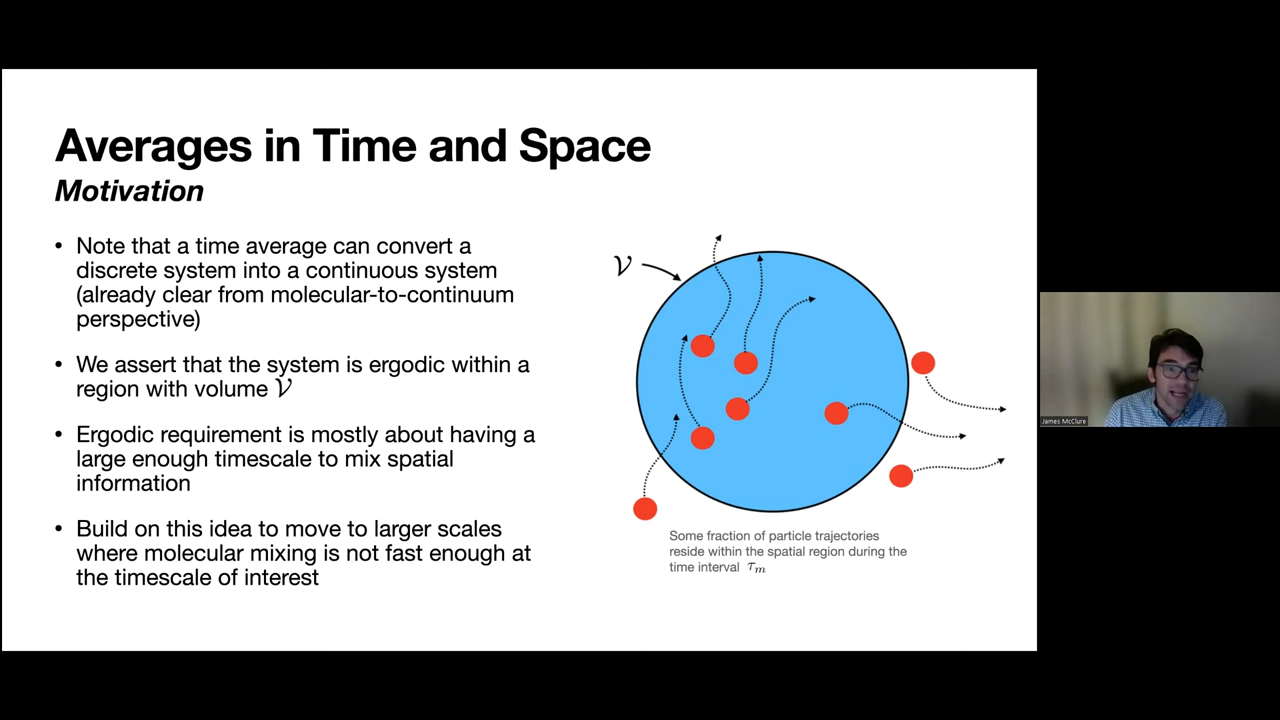 Averages in Time and Space
Motivation
• Note that a time average can convert a
discrete system into a continuous system
(already clear from molecular-to-continuum
perspective)
• We assert that the system is ergodic within a
region with volume 𝒱
• Ergodic requirement is mostly about having a
large enough timescale to mix spatial
information
• Build on this idea to move to larger scales
where molecular mixing is not fast enough at
the timescale of interest
𝒱
Some fraction of particle trajectories
reside within the spatial region during the
time interval τₘ
James McClure